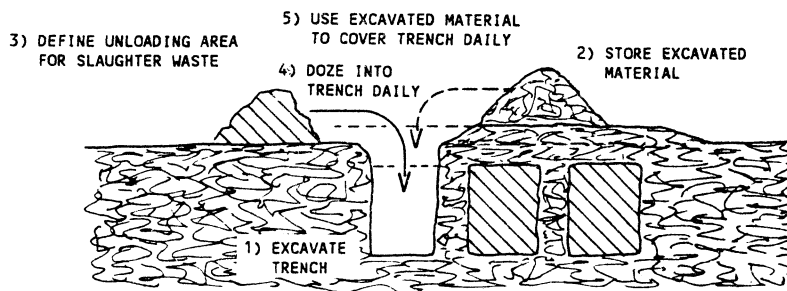 5) USE EXCAVATED MATERIAL
TO COVER TRENCH DAILY
3) DEFINE UNLOADING AREA
FOR SLAUGHTER WASTE
4) DOZE INTO
TRENCH DAILY
2) STORE EXCAVATED
MATERIAL
1) EXCAVATE
TRENCH